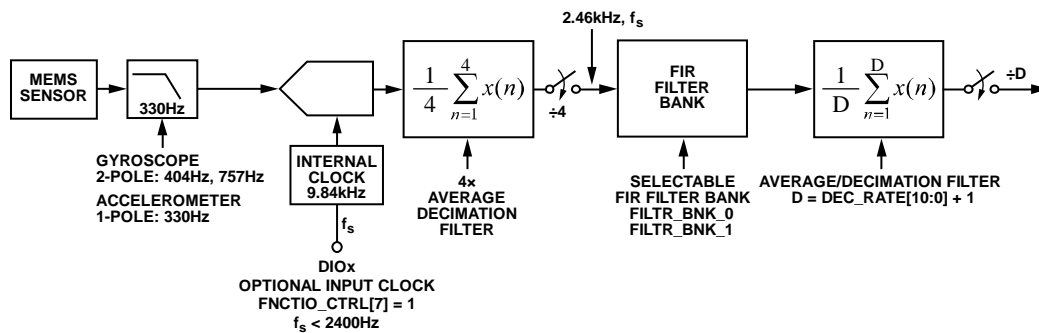 2.46kHz, fs
MEMS
SENSOR
330Hz
1/4 4 Σ n=1 x(n)
÷4
FIR
FILTER
BANK
1/D D Σ n=1 x(n)
÷D
GYROSCOPE
2-POLE: 404Hz, 757Hz
ACCELEROMETER
1-POLE: 330Hz
INTERNAL
CLOCK
9.84kHz
fs
DIOx
OPTIONAL INPUT CLOCK
FNCTIO_CTRL[7] = 1
fs < 2400Hz
4×
AVERAGE
DECIMATION
FILTER
SELECTABLE
FIR FILTER BANK
FILTR_BNK_0
FILTR_BNK_1
AVERAGE/DECIMATION FILTER
D = DEC_RATE[10:0] + 1